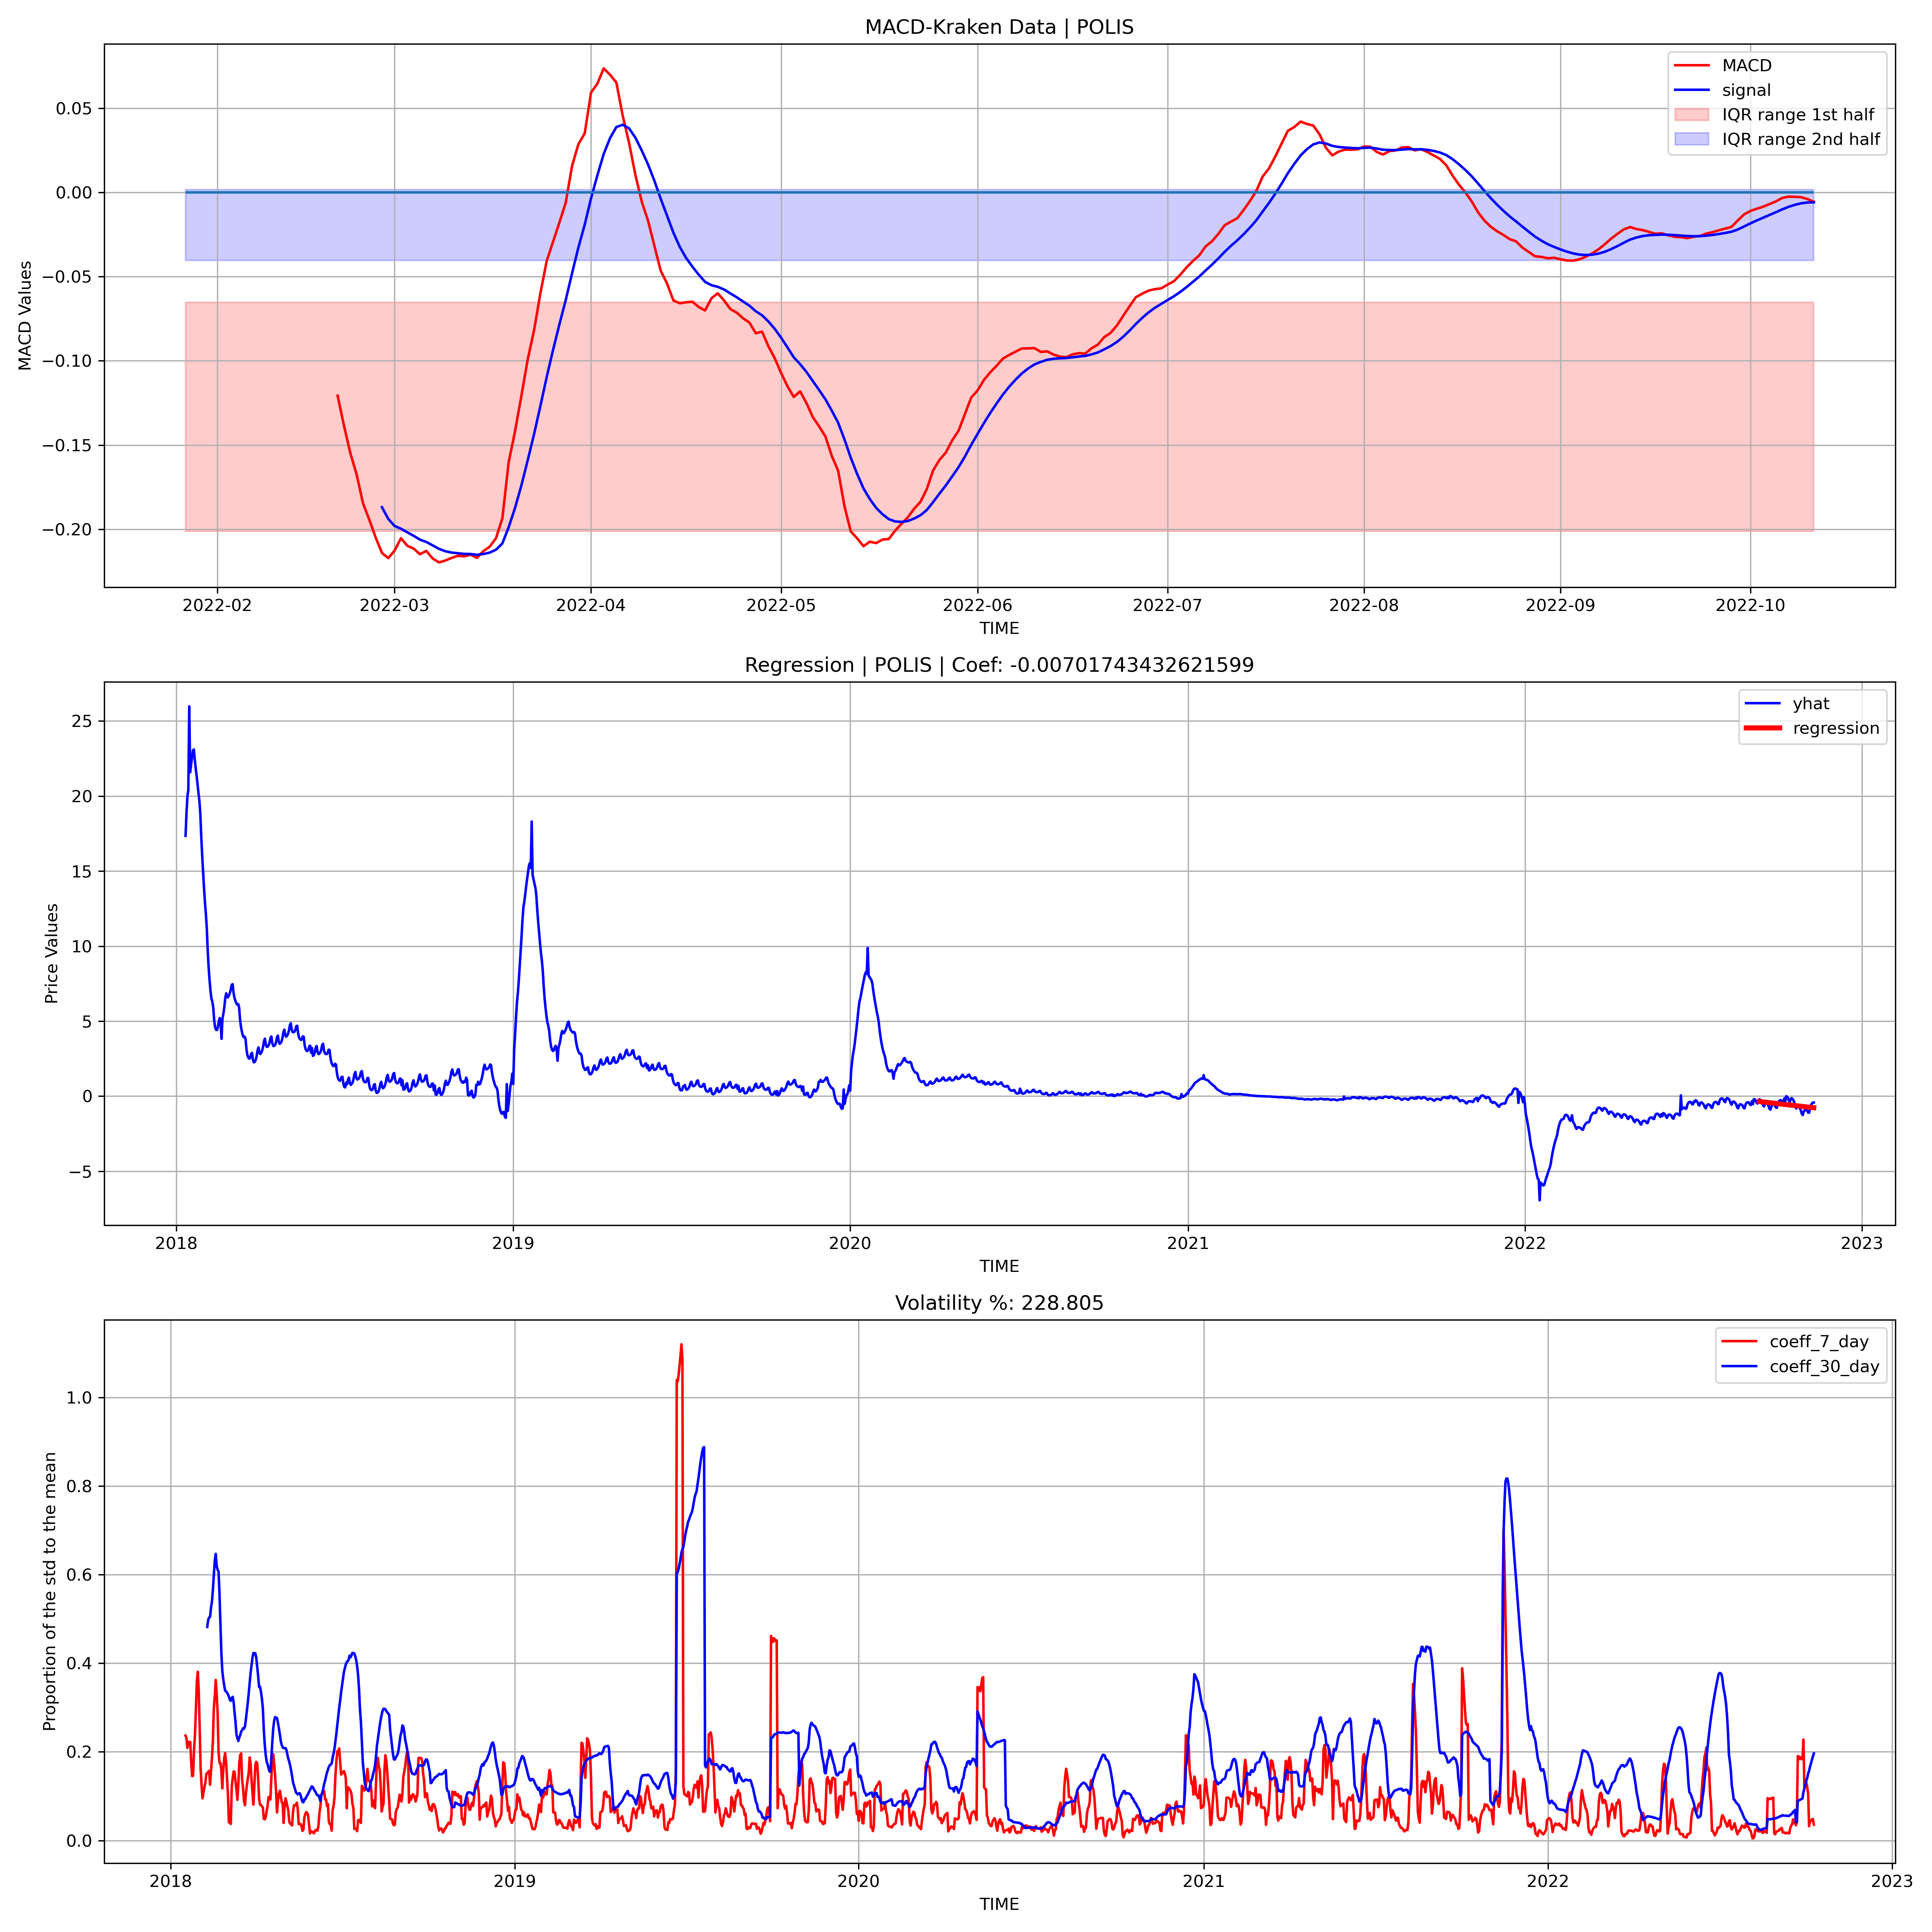 MACD-Kraken Data | POLIS
MACD
signal
IQR range 1st half
IQR range 2nd half
MACD Values
0.05
0.00
−0.05
−0.10
−0.15
−0.20
2022-02 2022-03 2022-04 2022-05 2022-06 2022-07 2022-08 2022-09 2022-10
TIME
Regression | POLIS | Coef: -0.00701743432621599
yhat
regression
Price Values
25
20
15
10
5
0
−5
2018 2019 2020 2021 2022 2023
TIME
Volatility %: 228.805
coeff_7_day
coeff_30_day
Proportion of the std to the mean
1.0
0.8
0.6
0.4
0.2
0.0
2018 2019 2020 2021 2022 2023
TIME